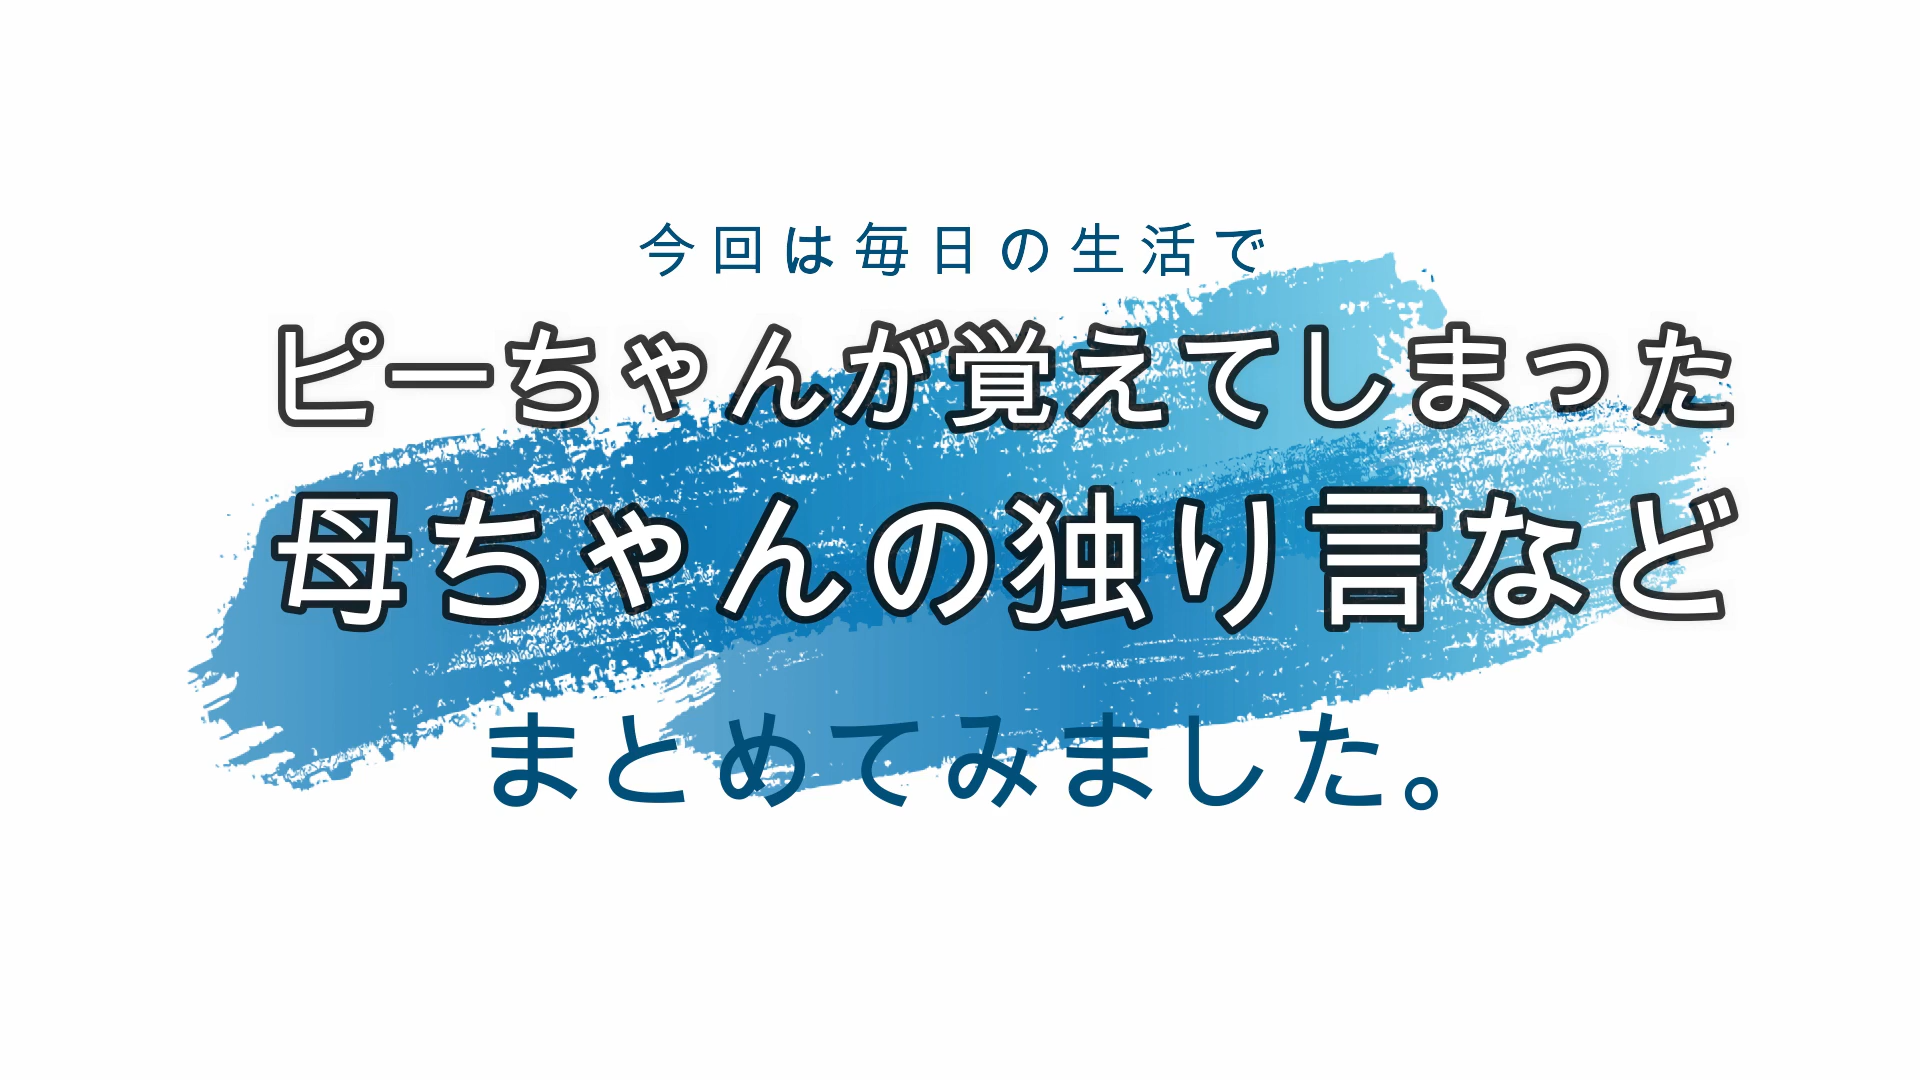 今回は毎日の生活で
ピーちゃんが覚えてしまった
母ちゃんの独り言など
まとめてみました。